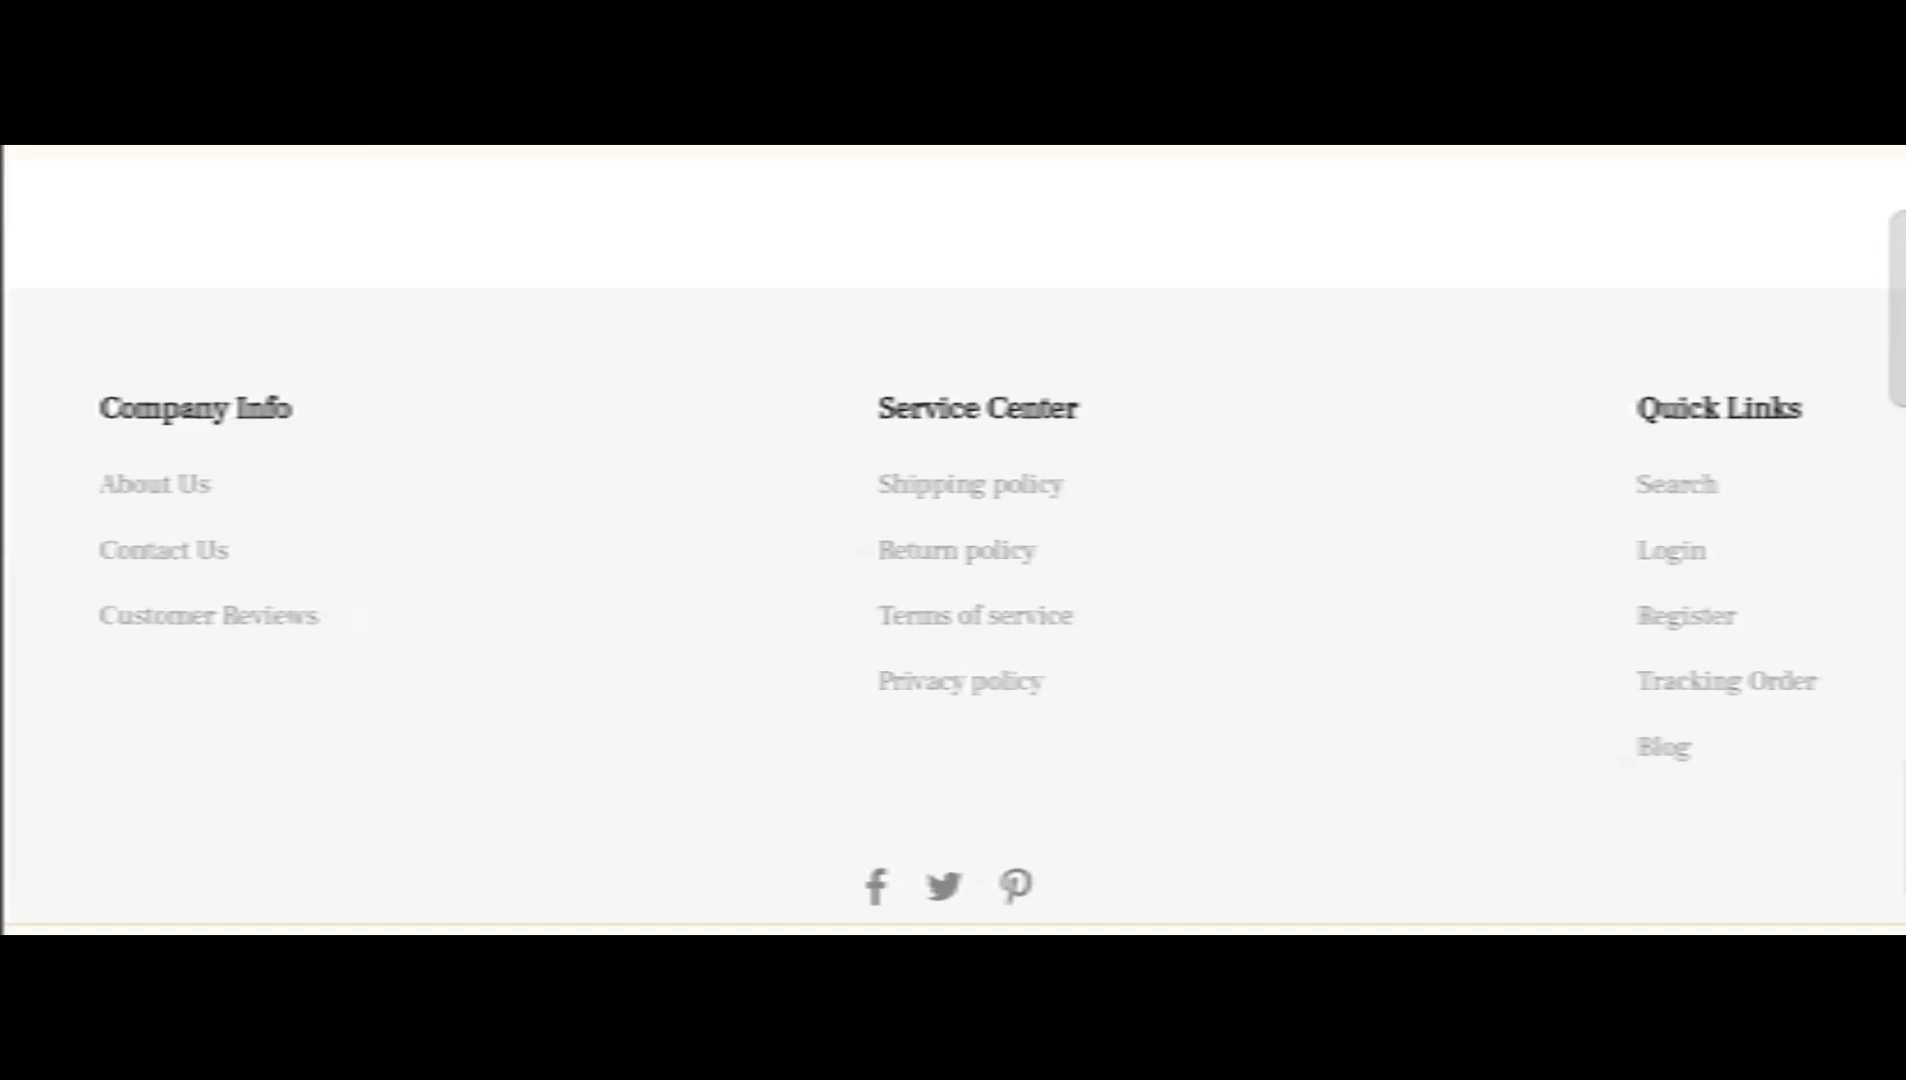 Company Info
About Us
Contact Us
Customer Reviews
Service Center
Shipping policy
Return policy
Terms of service
Privacy policy
Quick Links
Search
Login
Register
Tracking Order
Blog